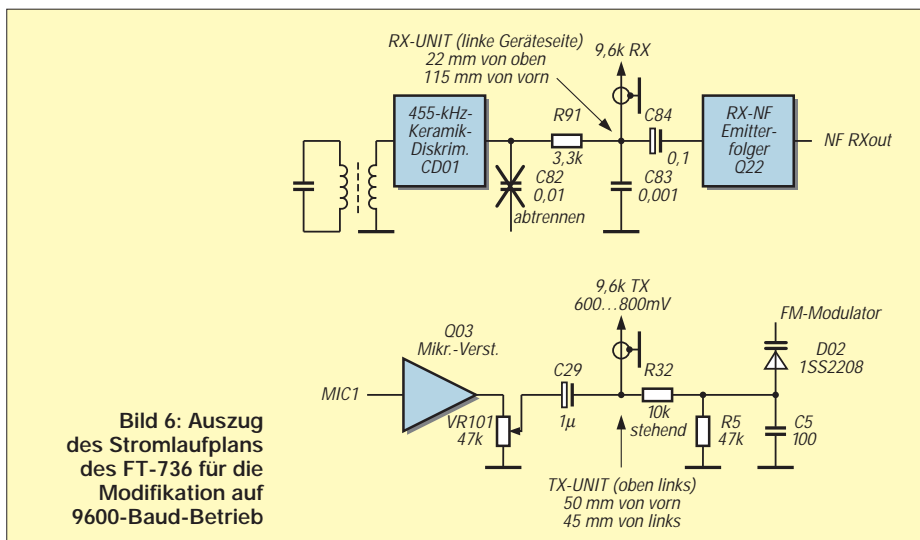 RX-UNIT (linke Geräteseite)
22 mm von oben
115 mm von vorn
9,6k RX
455-kHz-
Keramik-
Diskrim.
CD01
R91
3,3k
C82
0,01
abtrennen
C84
0,1
C83
0,001
RX-NF
Emitter-
folger
Q22
NF RXout
9,6k TX
600...800mV
FM-Modulator
Q03
Mikr.-Verst.
MIC1
VR101
47k
C29
1µ
R32
10k
stehend
R5
47k
D02
1SS2208
C5
100
TX-UNIT (oben links)
50 mm von vorn
45 mm von links
Bild 6: Auszug
des Stromlaufplans
des FT-736 für die
Modifikation auf
9600-Baud-Betrieb